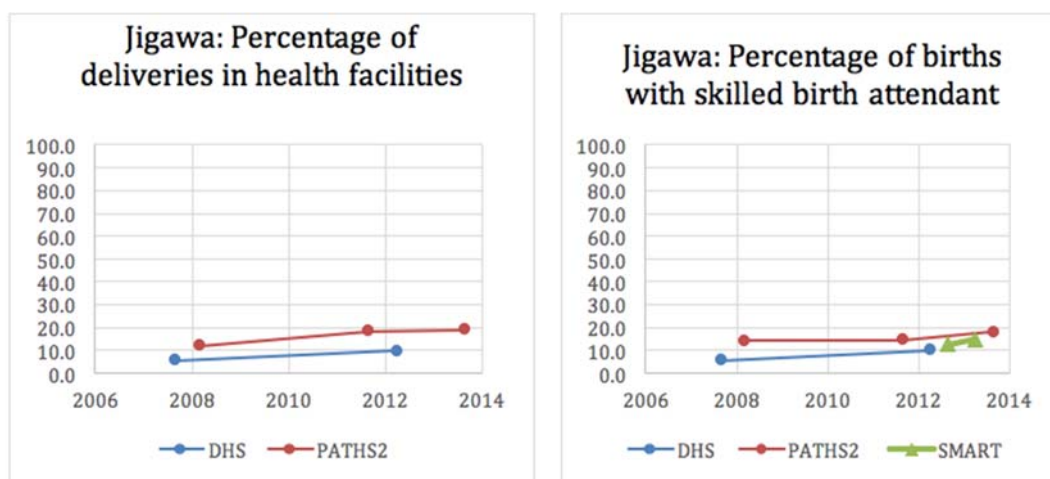 Jigawa: Percentage of
deliveries in health facilities
100.0
90.0
80.0
70.0
60.0
50.0
40.0
30.0
20.0
10.0
0.0
2006 2008 2010 2012 2014
DHS PATHS2
Jigawa: Percentage of births
with skilled birth attendant
100.0
90.0
80.0
70.0
60.0
50.0
40.0
30.0
20.0
10.0
0.0
2006 2008 2010 2012 2014
DHS PATHS2 SMART